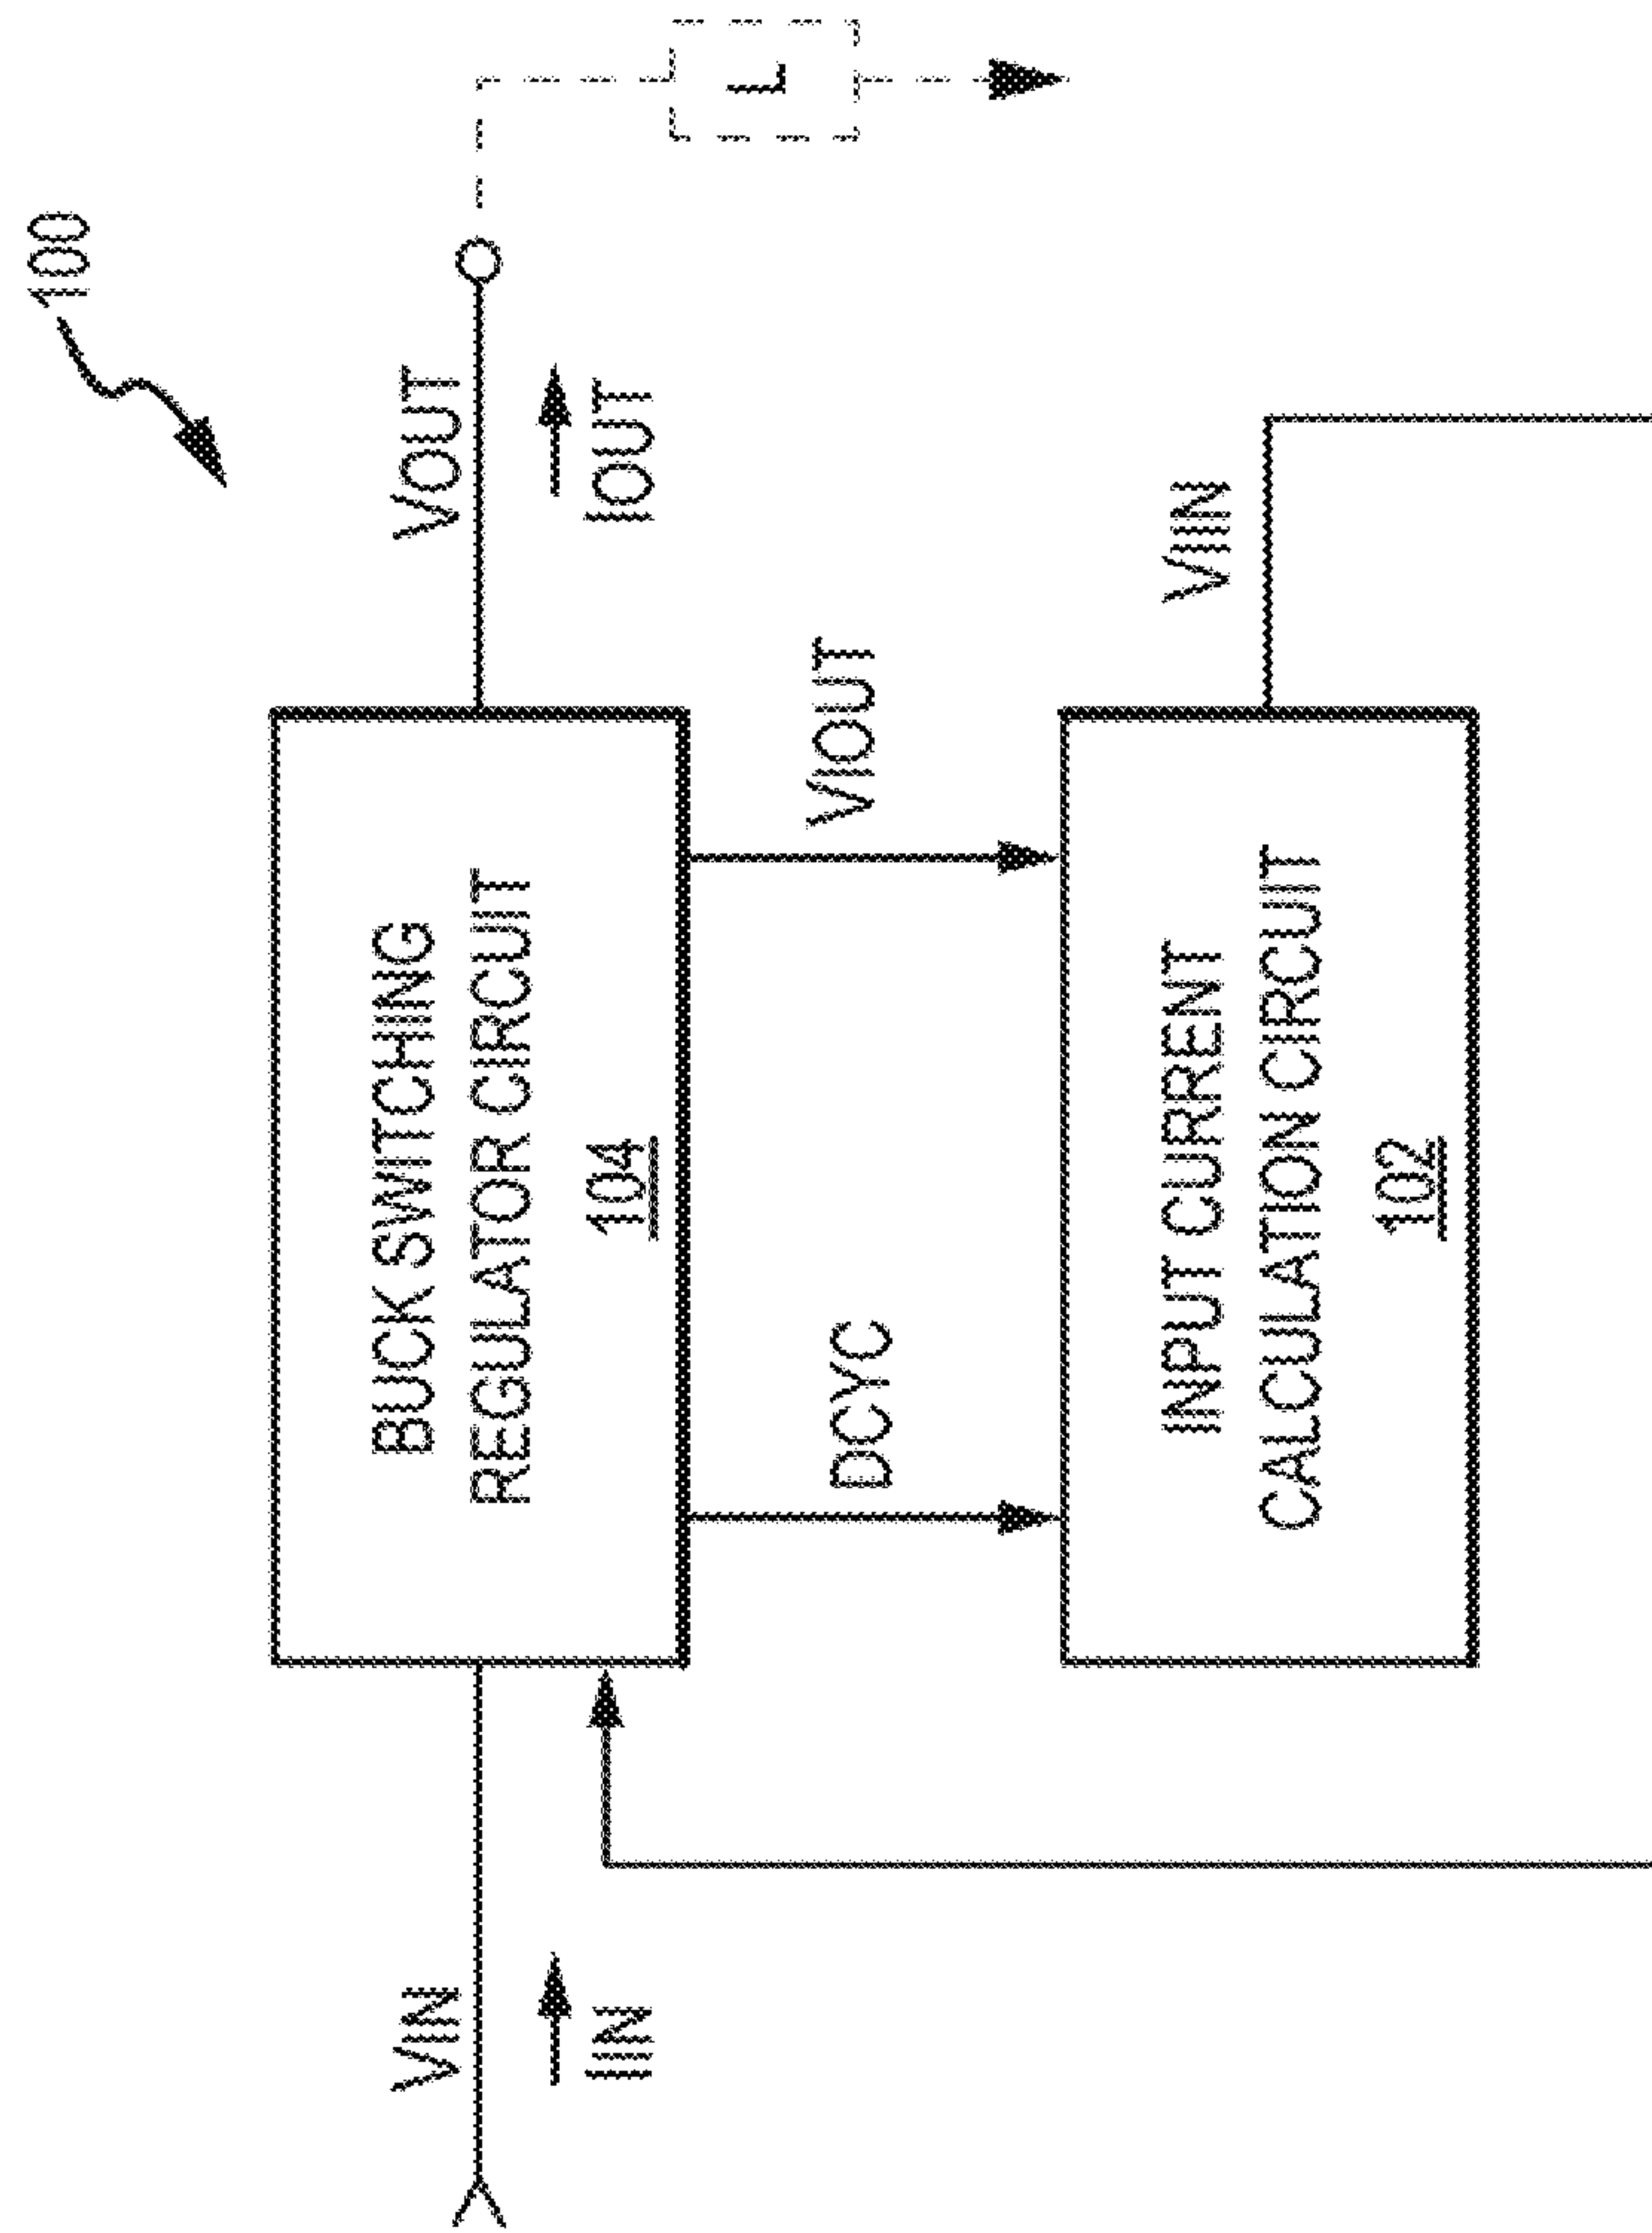 100
VIN
IIN
BUCK SWITCHING
REGULATOR CIRCUIT
104
VOUT
IOUT
L
DCYC
VIOUT
INPUT CURRENT
CALCULATION CIRCUIT
102
VIIN